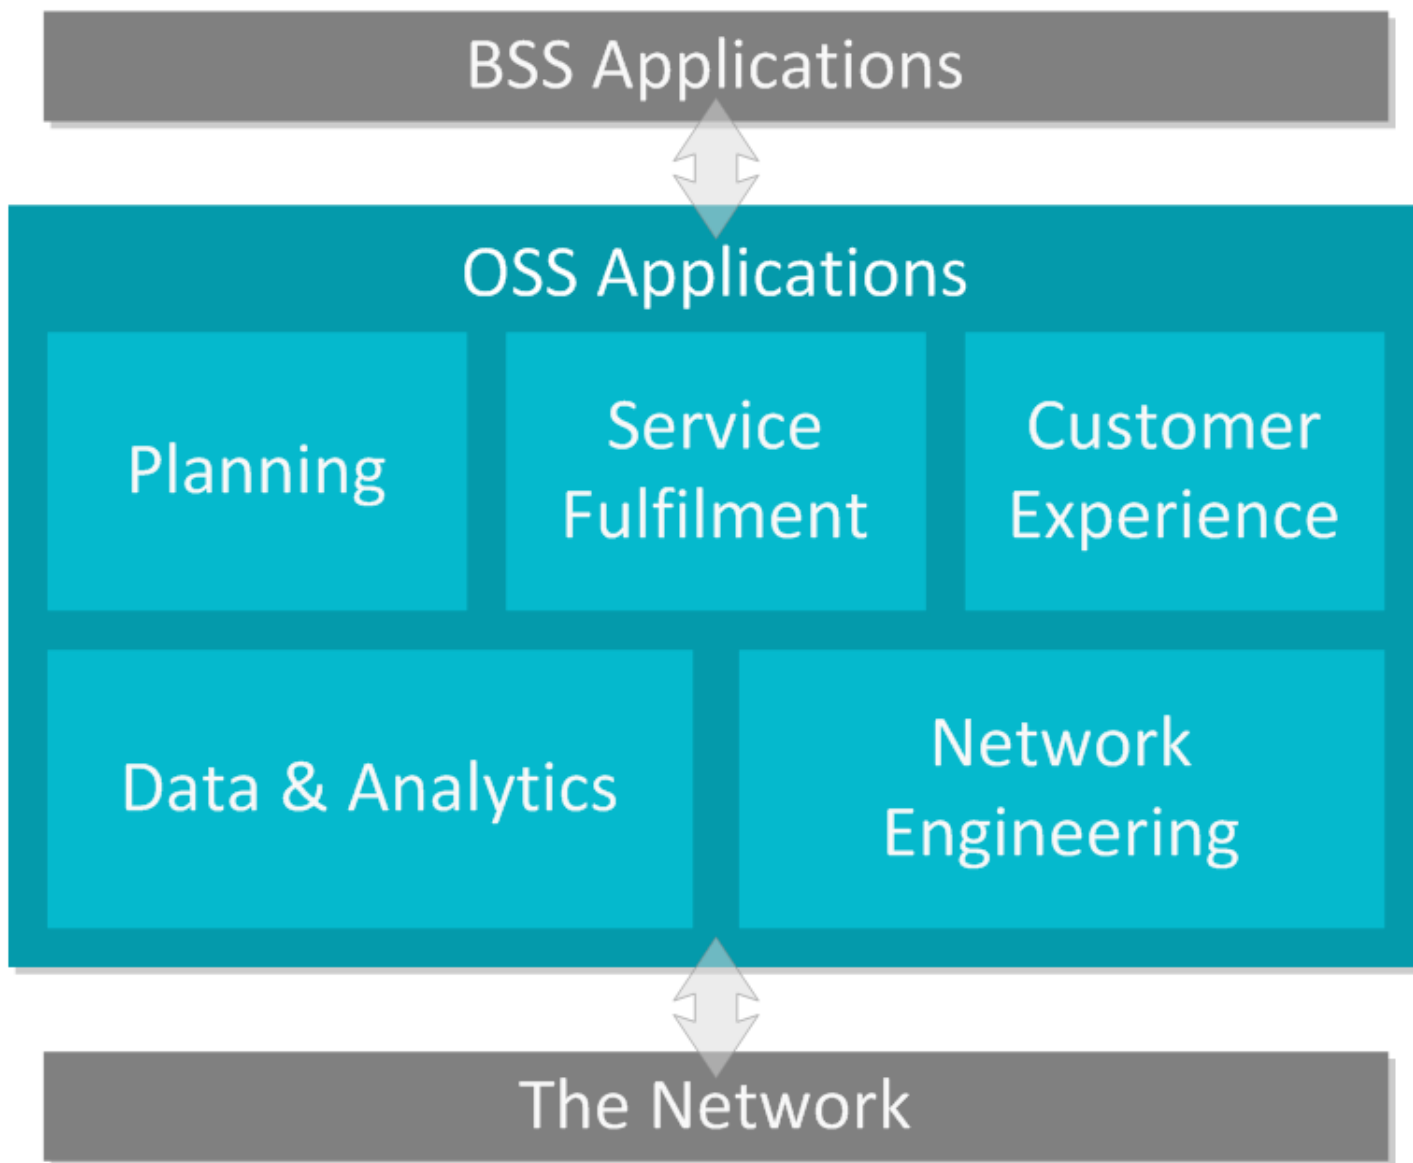 BSS Applications
OSS Applications
Planning
Service
Fulfilment
Customer
Experience
Data & Analytics
Network
Engineering
The Network